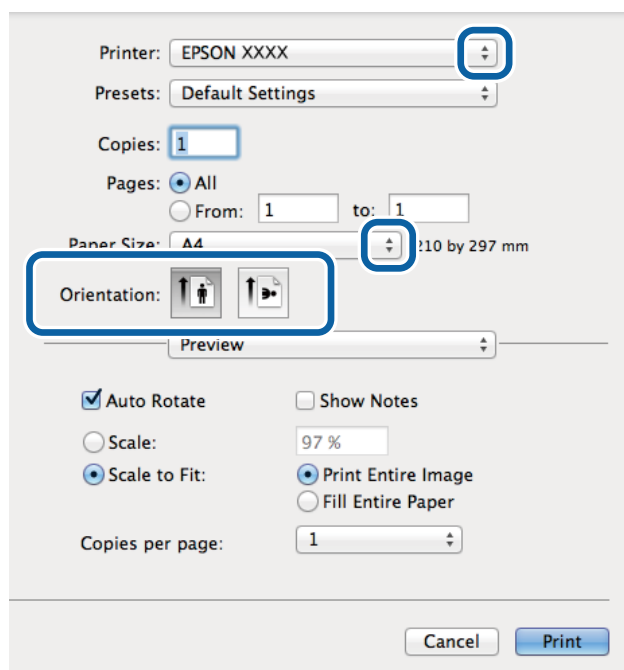 Printer: EPSON XXXX
Presets: Default Settings
Copies: 1
Pages: All
From: 1 to: 1
Paper Size: A4 210 by 297 mm
Orientation:
Preview
Auto Rotate Show Notes
Scale: 97 %
Scale to Fit: Print Entire Image
Fill Entire Paper
Copies per page: 1
Cancel Print